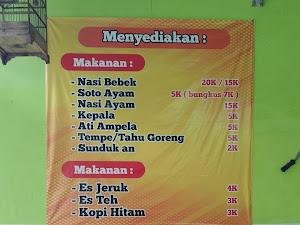 Menyediakan :
Makanan :
- Nasi Bebek 20K / 15K
- Soto Ayam 5K ( bungkus 7K )
- Nasi Ayam 15K
- Kepala 5K
- Ati Ampela 5K
- Tempe/Tahu Goreng 5K
- Sunduk an 2K
Makanan :
- Es Jeruk 4K
- Es Teh 3K
- Kopi Hitam 3K